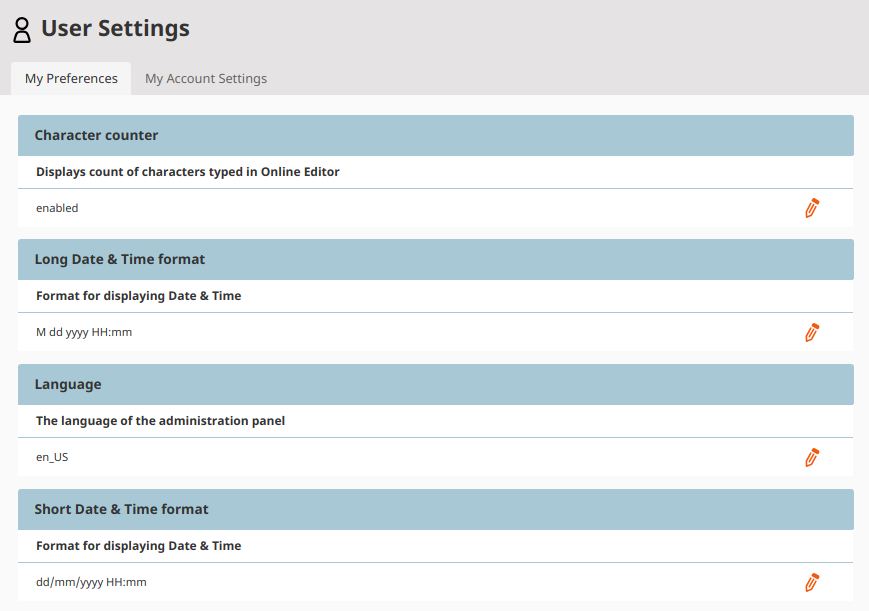 User Settings
My Preferences
My Account Settings
Character counter
Displays count of characters typed in Online Editor
enabled
Long Date & Time format
Format for displaying Date & Time
M dd yyyy HH:mm
Language
The language of the administration panel
en_US
Short Date & Time format
Format for displaying Date & Time
dd/mm/yyyy HH:mm